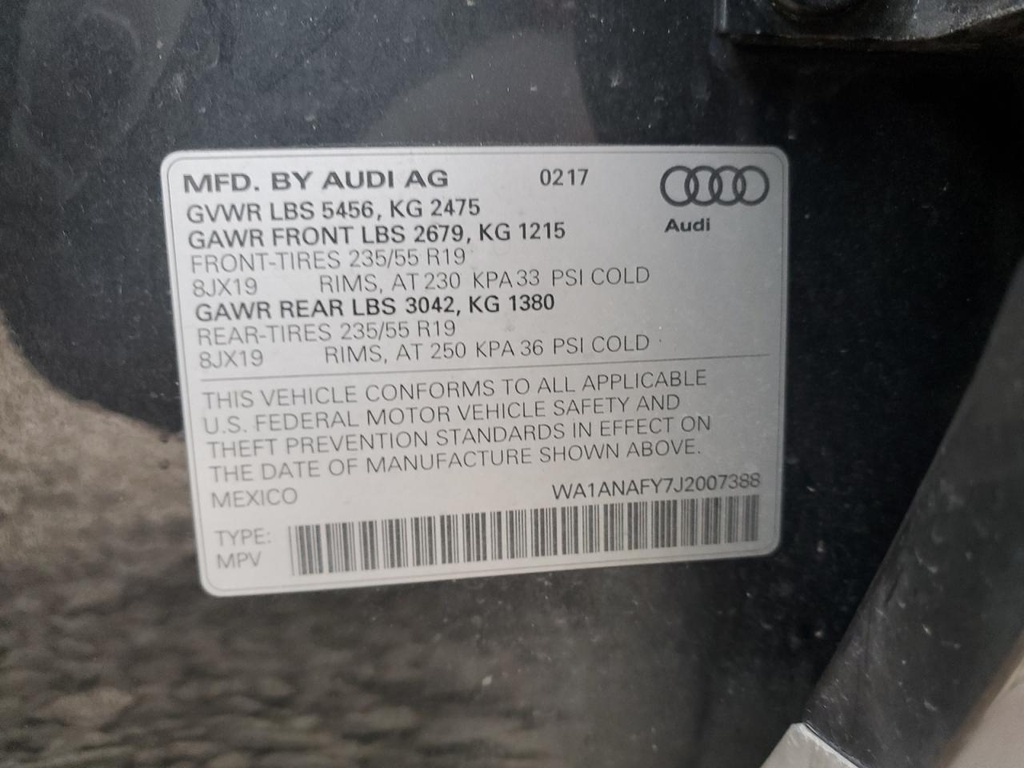 MFD. BY AUDI AG 0217
Audi
GVWR LBS 5456, KG 2475
GAWR FRONT LBS 2679, KG 1215
FRONT-TIRES 235/55 R19
8JX19 RIMS, AT 230 KPA 33 PSI COLD
GAWR REAR LBS 3042, KG 1380
REAR-TIRES 235/55 R19
8JX19 RIMS, AT 250 KPA 36 PSI COLD
THIS VEHICLE CONFORMS TO ALL APPLICABLE
U.S. FEDERAL MOTOR VEHICLE SAFETY AND
THEFT PREVENTION STANDARDS IN EFFECT ON
THE DATE OF MANUFACTURE SHOWN ABOVE.
MEXICO WA1ANAFY7J2007388
TYPE:
MPV